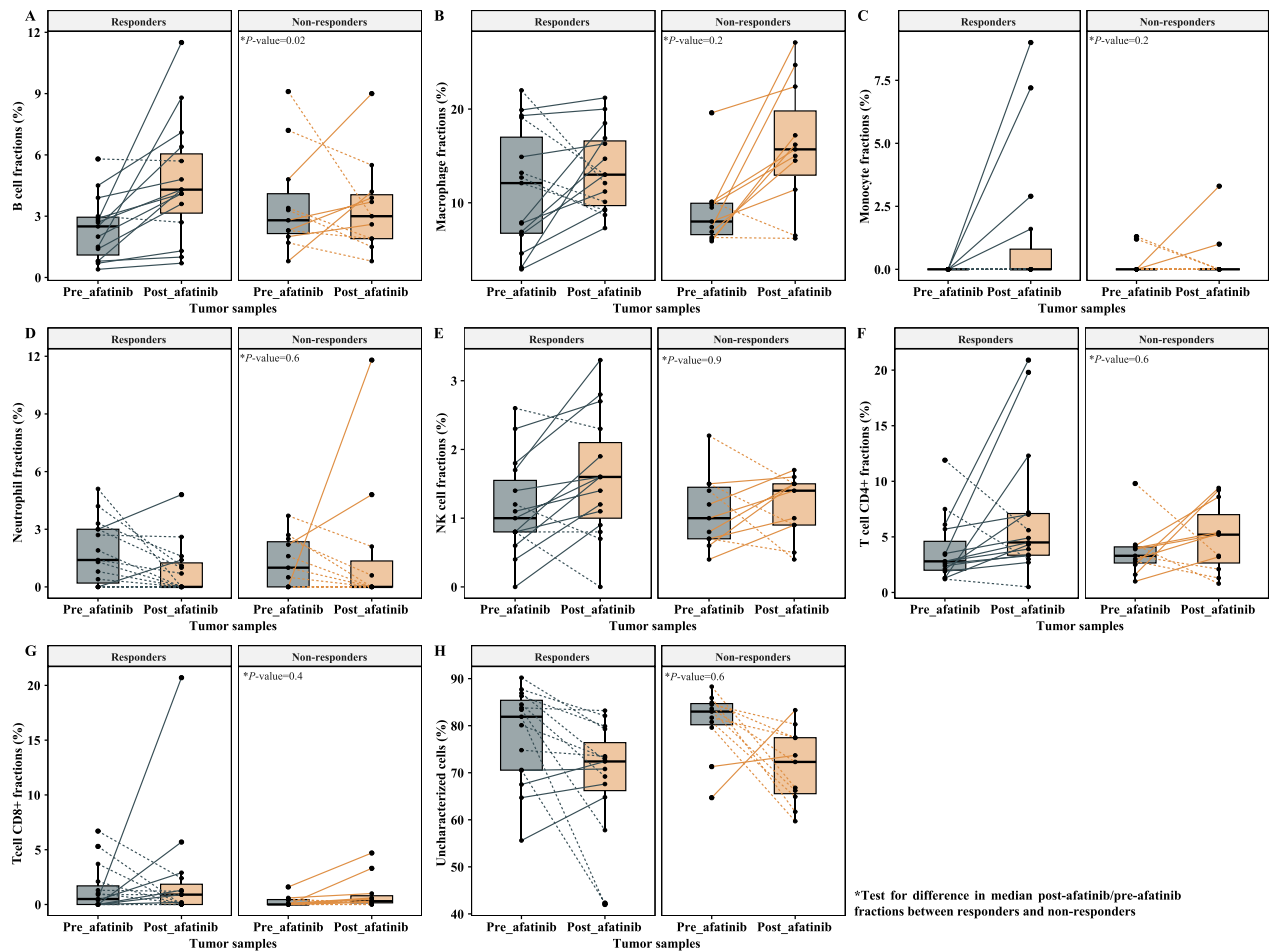 A
Responders
Non-responders
*P-value=0.02
B cell fractions (%)
12
9
6
3
0
Pre_afatinib
Post_afatinib
Pre_afatinib
Post_afatinib
Tumor samples
B
Responders
Non-responders
*P-value=0.2
Macrophage fractions (%)
20
10
Pre_afatinib
Post_afatinib
Pre_afatinib
Post_afatinib
Tumor samples
C
Responders
Non-responders
*P-value=0.2
Monocyte fractions (%)
7.5
5.0
2.5
0.0
Pre_afatinib
Post_afatinib
Pre_afatinib
Post_afatinib
Tumor samples
D
Responders
Non-responders
*P-value=0.6
Neutrophil fractions (%)
12
9
6
3
0
Pre_afatinib
Post_afatinib
Pre_afatinib
Post_afatinib
Tumor samples
E
Responders
Non-responders
*P-value=0.9
NK cell fractions (%)
3
2
1
0
Pre_afatinib
Post_afatinib
Pre_afatinib
Post_afatinib
Tumor samples
F
Responders
Non-responders
*P-value=0.6
T cell CD4+ fractions (%)
20
15
10
5
0
Pre_afatinib
Post_afatinib
Pre_afatinib
Post_afatinib
Tumor samples
G
Responders
Non-responders
*P-value=0.4
Tcell CD8+ fractions (%)
20
15
10
5
0
Pre_afatinib
Post_afatinib
Pre_afatinib
Post_afatinib
Tumor samples
H
Responders
Non-responders
*P-value=0.6
Uncharacterized cells (%)
90
80
70
60
50
40
Pre_afatinib
Post_afatinib
Pre_afatinib
Post_afatinib
Tumor samples
*Test for difference in median post-afatinib/pre-afatinib
fractions between responders and non-responders